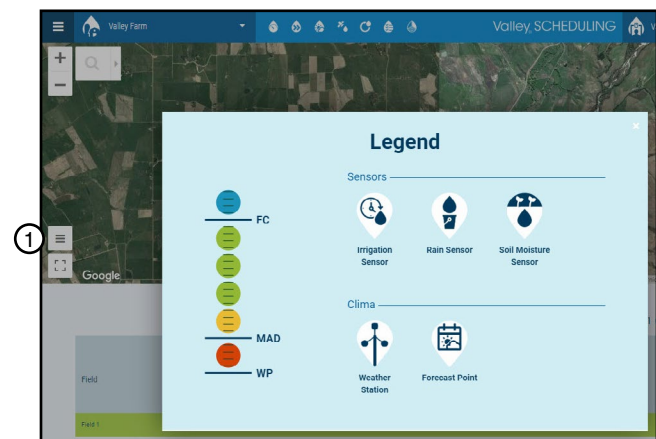 Valley Farm
Valley SCHEDULING
V
1
Google
Legend
FC
MAD
WP
Sensors
Irrigation
Sensor
Rain Sensor
Soil Moisture
Sensor
Clima
Weather
Station
Forecast Point
Field
Field 1